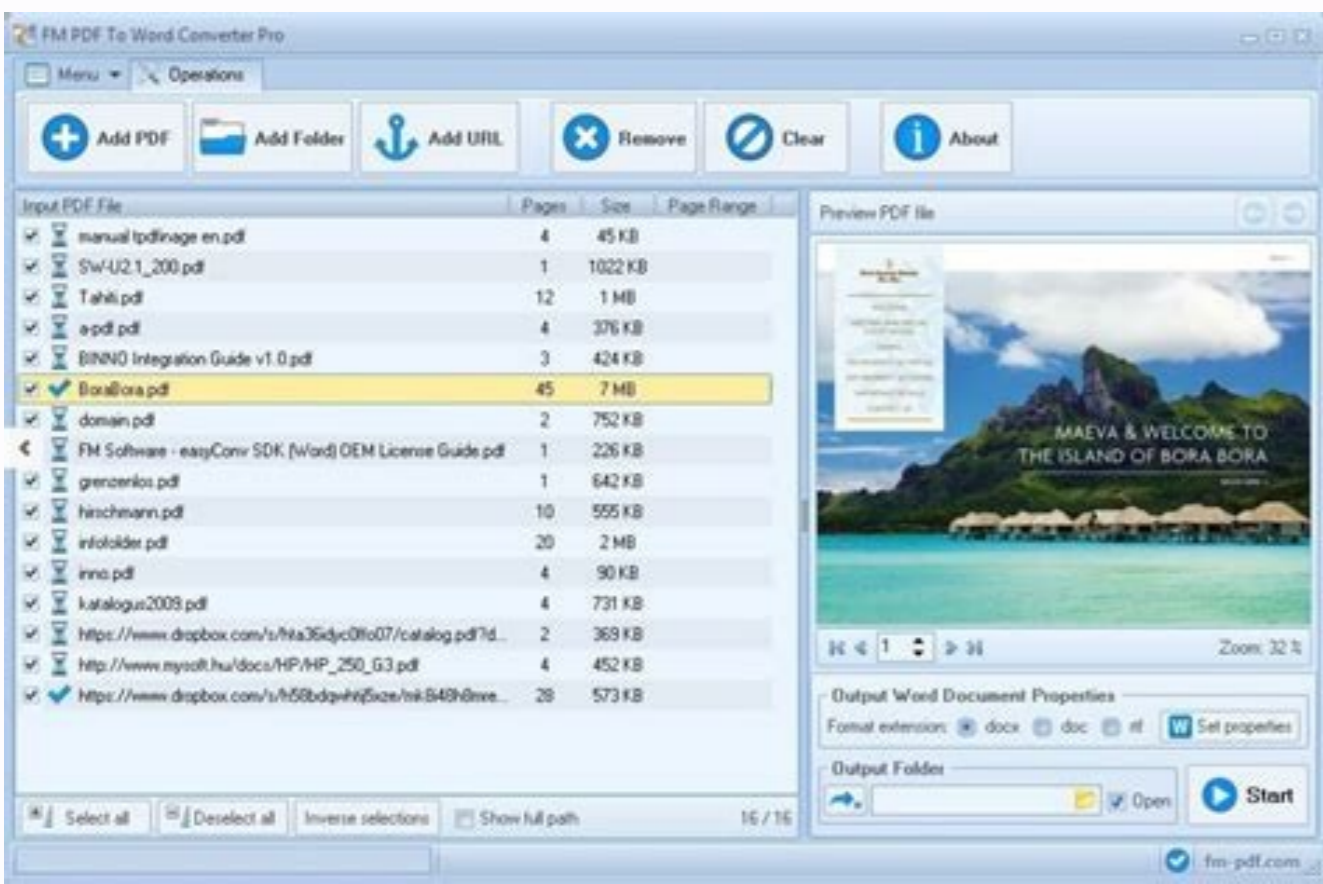 FM PDF To Word Converter Pro
Menu Operations
Add PDF Add Folder Add URL Remove Clear About
Input PDF File Pages Size Page Range
manual tpdfinage en.pdf 4 45 KB
SW-U2.1_200.pdf 1 1022 KB
Tahiti.pdf 12 1 MB
a-pdf.pdf 4 376 KB
BINNO Integration Guide v1.0.pdf 3 424 KB
BoraBora.pdf 45 7 MB
domain.pdf 2 752 KB
FM Software - easyConv SDK (Word) OEM License Guide.pdf 1 226 KB
grenzenlos.pdf 1 642 KB
hirschmann.pdf 10 555 KB
infofolder.pdf 20 2 MB
inno.pdf 4 90 KB
katalogus2009.pdf 4 731 KB
2 369 KB
http://www.mysoft.hu/docs/HP/HP_250_G3.pdf 4 452 KB
28 573 KB
Select all Deselect all Inverse selections Show full path 16 / 16
Preview PDF file
MAEVA & WELCOME TO
THE ISLAND OF BORA BORA
1 Zoom: 32 %
Output Word Document Properties
Format extension: docx doc rtf W Set properties
Output Folder
Open Start
fm-pdf.com